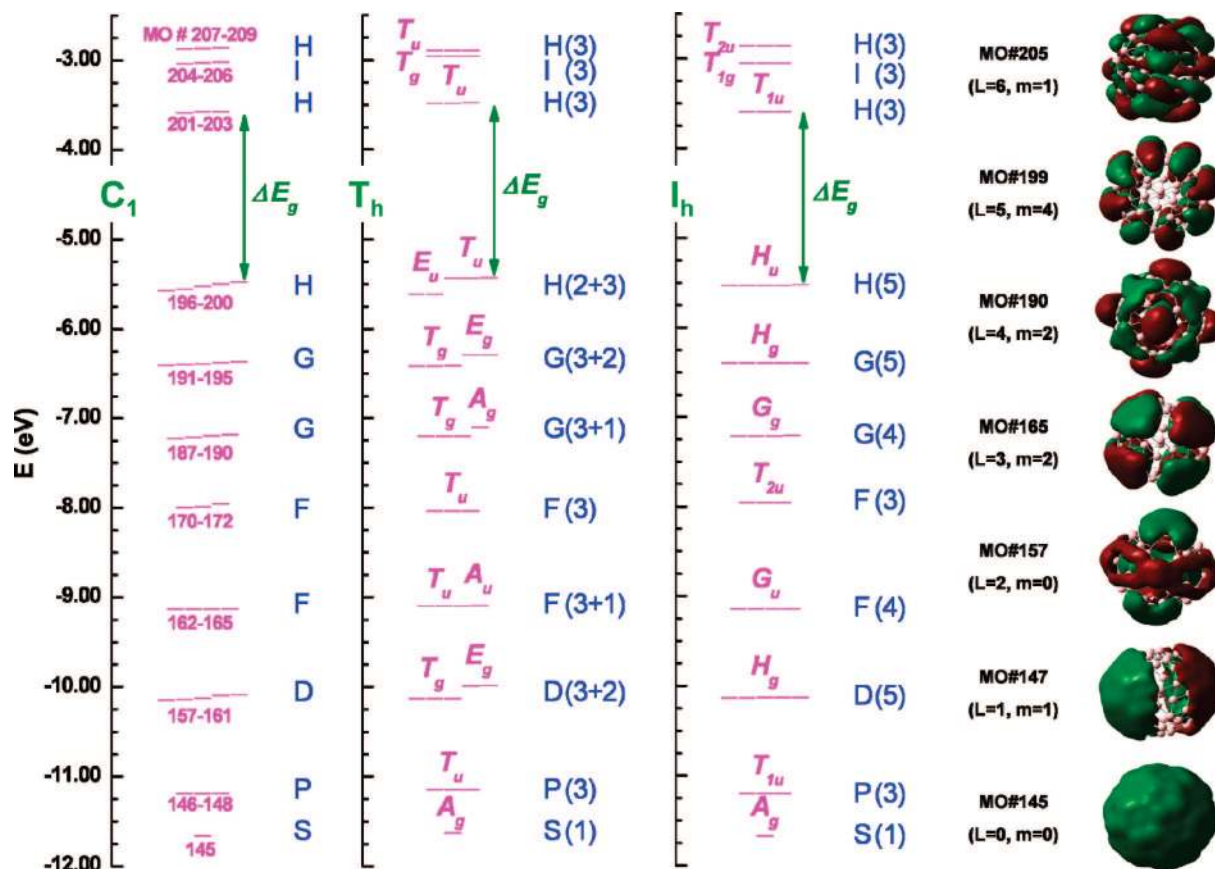 E (eV)
-3.00
-4.00
-5.00
-6.00
-7.00
-8.00
-9.00
-10.00
-11.00
-12.00
C1
MO # 207-209
H
204-206
I
201-203
H
ΔEg
196-200
H
191-195
G
187-190
G
170-172
F
162-165
F
157-161
D
146-148
P
145
S
Th
Tu
H(3)
Tg
I (3)
Tu
H(3)
ΔEg
Eu
Tu
H(2+3)
Tg
Eg
G(3+2)
Tg
Ag
G(3+1)
Tu
F(3)
Tu
Au
F(3+1)
Tg
Eg
D(3+2)
Tu
P(3)
Ag
S(1)
Ih
T2u
H(3)
T1g
I (3)
T1u
H(3)
ΔEg
Hu
H(5)
Hg
G(5)
Gg
G(4)
T2u
F(3)
Gu
F(4)
Hg
D(5)
T1u
P(3)
Ag
S(1)
MO#205
(L=6, m=1)
MO#199
(L=5, m=4)
MO#190
(L=4, m=2)
MO#165
(L=3, m=2)
MO#157
(L=2, m=0)
MO#147
(L=1, m=1)
MO#145
(L=0, m=0)